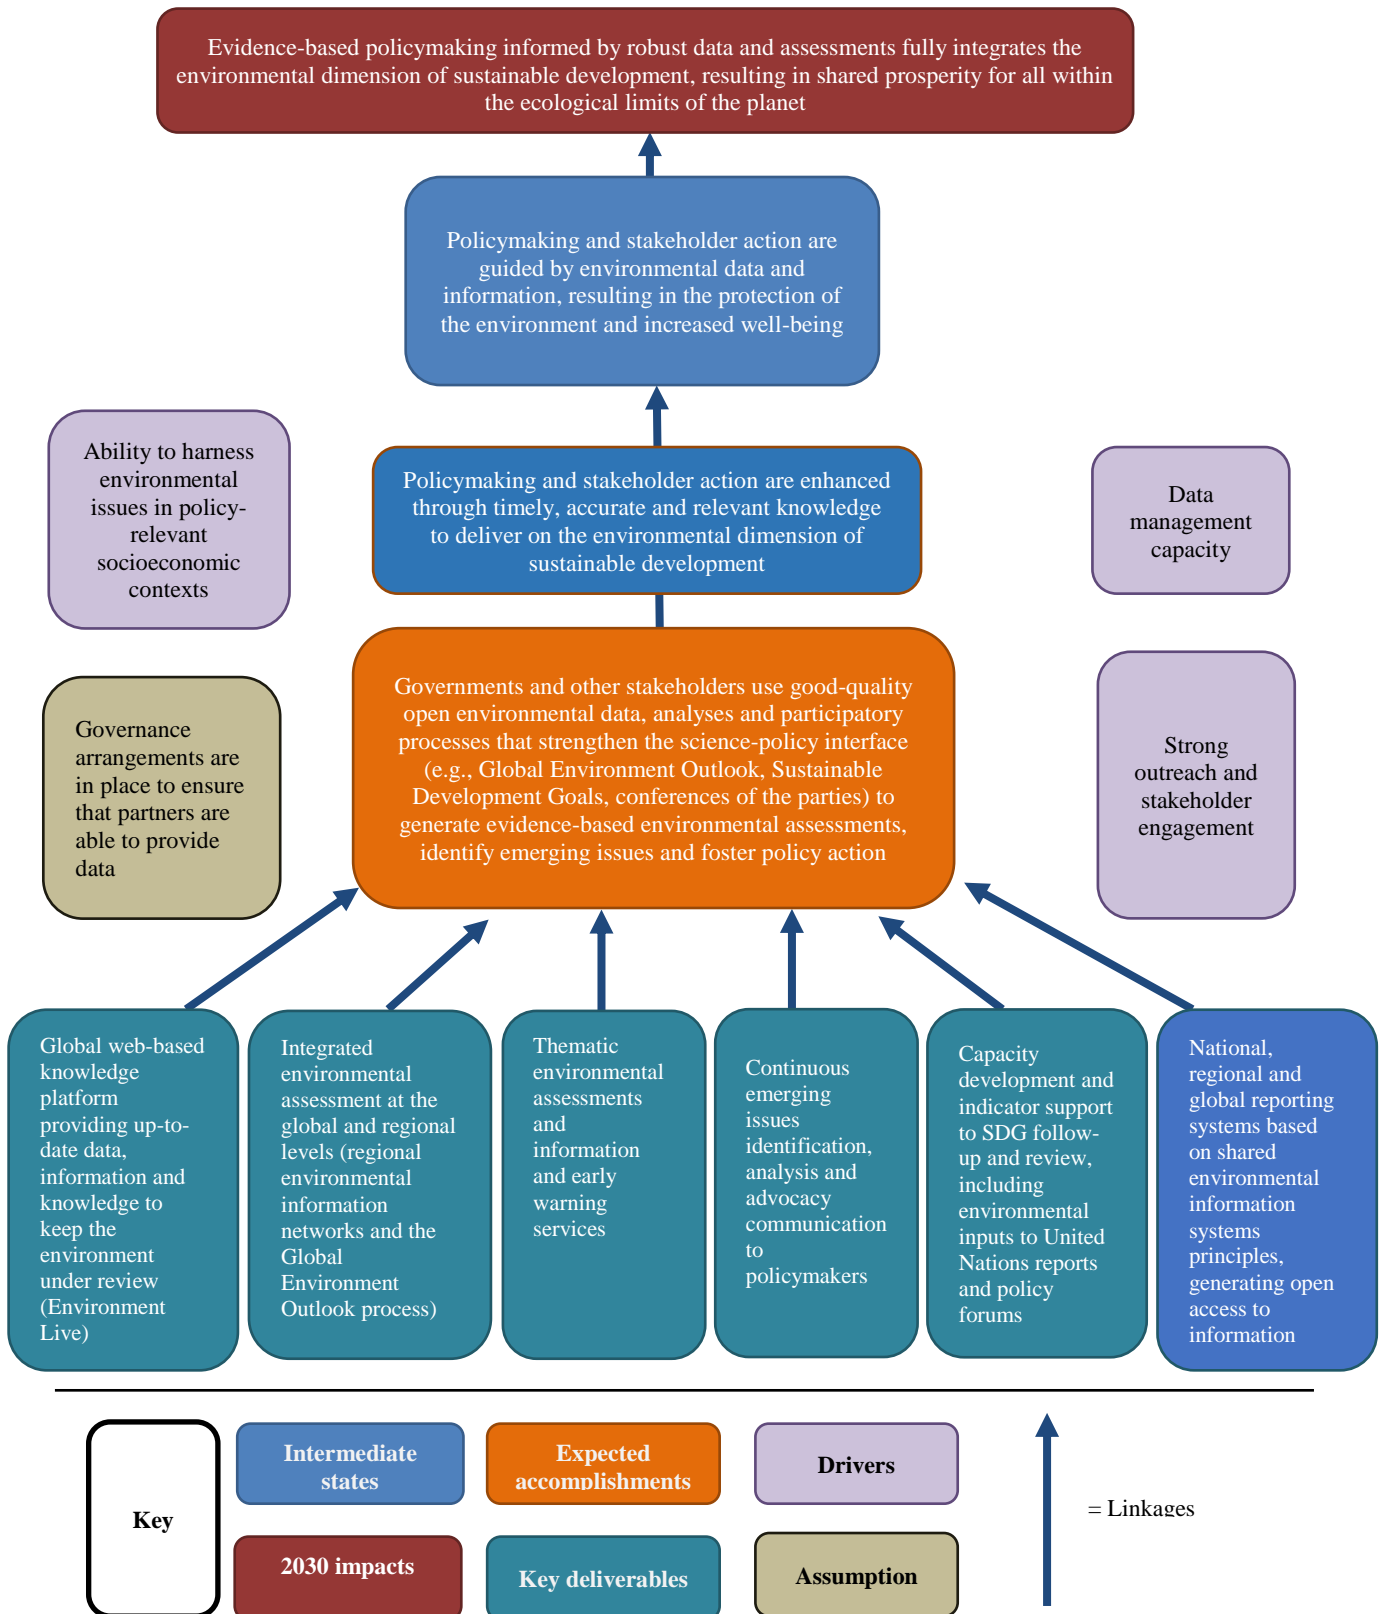 Evidence-based policymaking informed by robust data and assessments fully integrates the
environmental dimension of sustainable development, resulting in shared prosperity for all within
the ecological limits of the planet
Policymaking and stakeholder action are
guided by environmental data and
information, resulting in the protection of
the environment and increased well-being
Ability to harness
environmental
issues in policy-
relevant
socioeconomic
contexts
Policymaking and stakeholder action are enhanced
through timely, accurate and relevant knowledge
to deliver on the environmental dimension of
sustainable development
Data
management
capacity
Governance
arrangements are
in place to ensure
that partners are
able to provide
data
Governments and other stakeholders use good-quality
open environmental data, analyses and participatory
processes that strengthen the science-policy interface
(e.g., Global Environment Outlook, Sustainable
Development Goals, conferences of the parties) to
generate evidence-based environmental assessments,
identify emerging issues and foster policy action
Strong
outreach and
stakeholder
engagement
Global web-based
knowledge
platform
providing up-to-
date data,
information and
knowledge to
keep the
environment
under review
(Environment
Live)
Integrated
environmental
assessment at the
global and regional
levels (regional
environmental
information
networks and the
Global
Environment
Outlook process)
Thematic
environmental
assessments
and
information
and early
warning
services
Continuous
emerging
issues
identification,
analysis and
advocacy
communication
to
policymakers
Capacity
development and
indicator support
to SDG follow-
up and review,
including
environmental
inputs to United
Nations reports
and policy
forums
National,
regional and
global reporting
systems based
on shared
environmental
information
systems
principles,
generating open
access to
information
Key
Intermediate
states
Expected
accomplishments
Drivers
= Linkages
2030 impacts
Key deliverables
Assumption